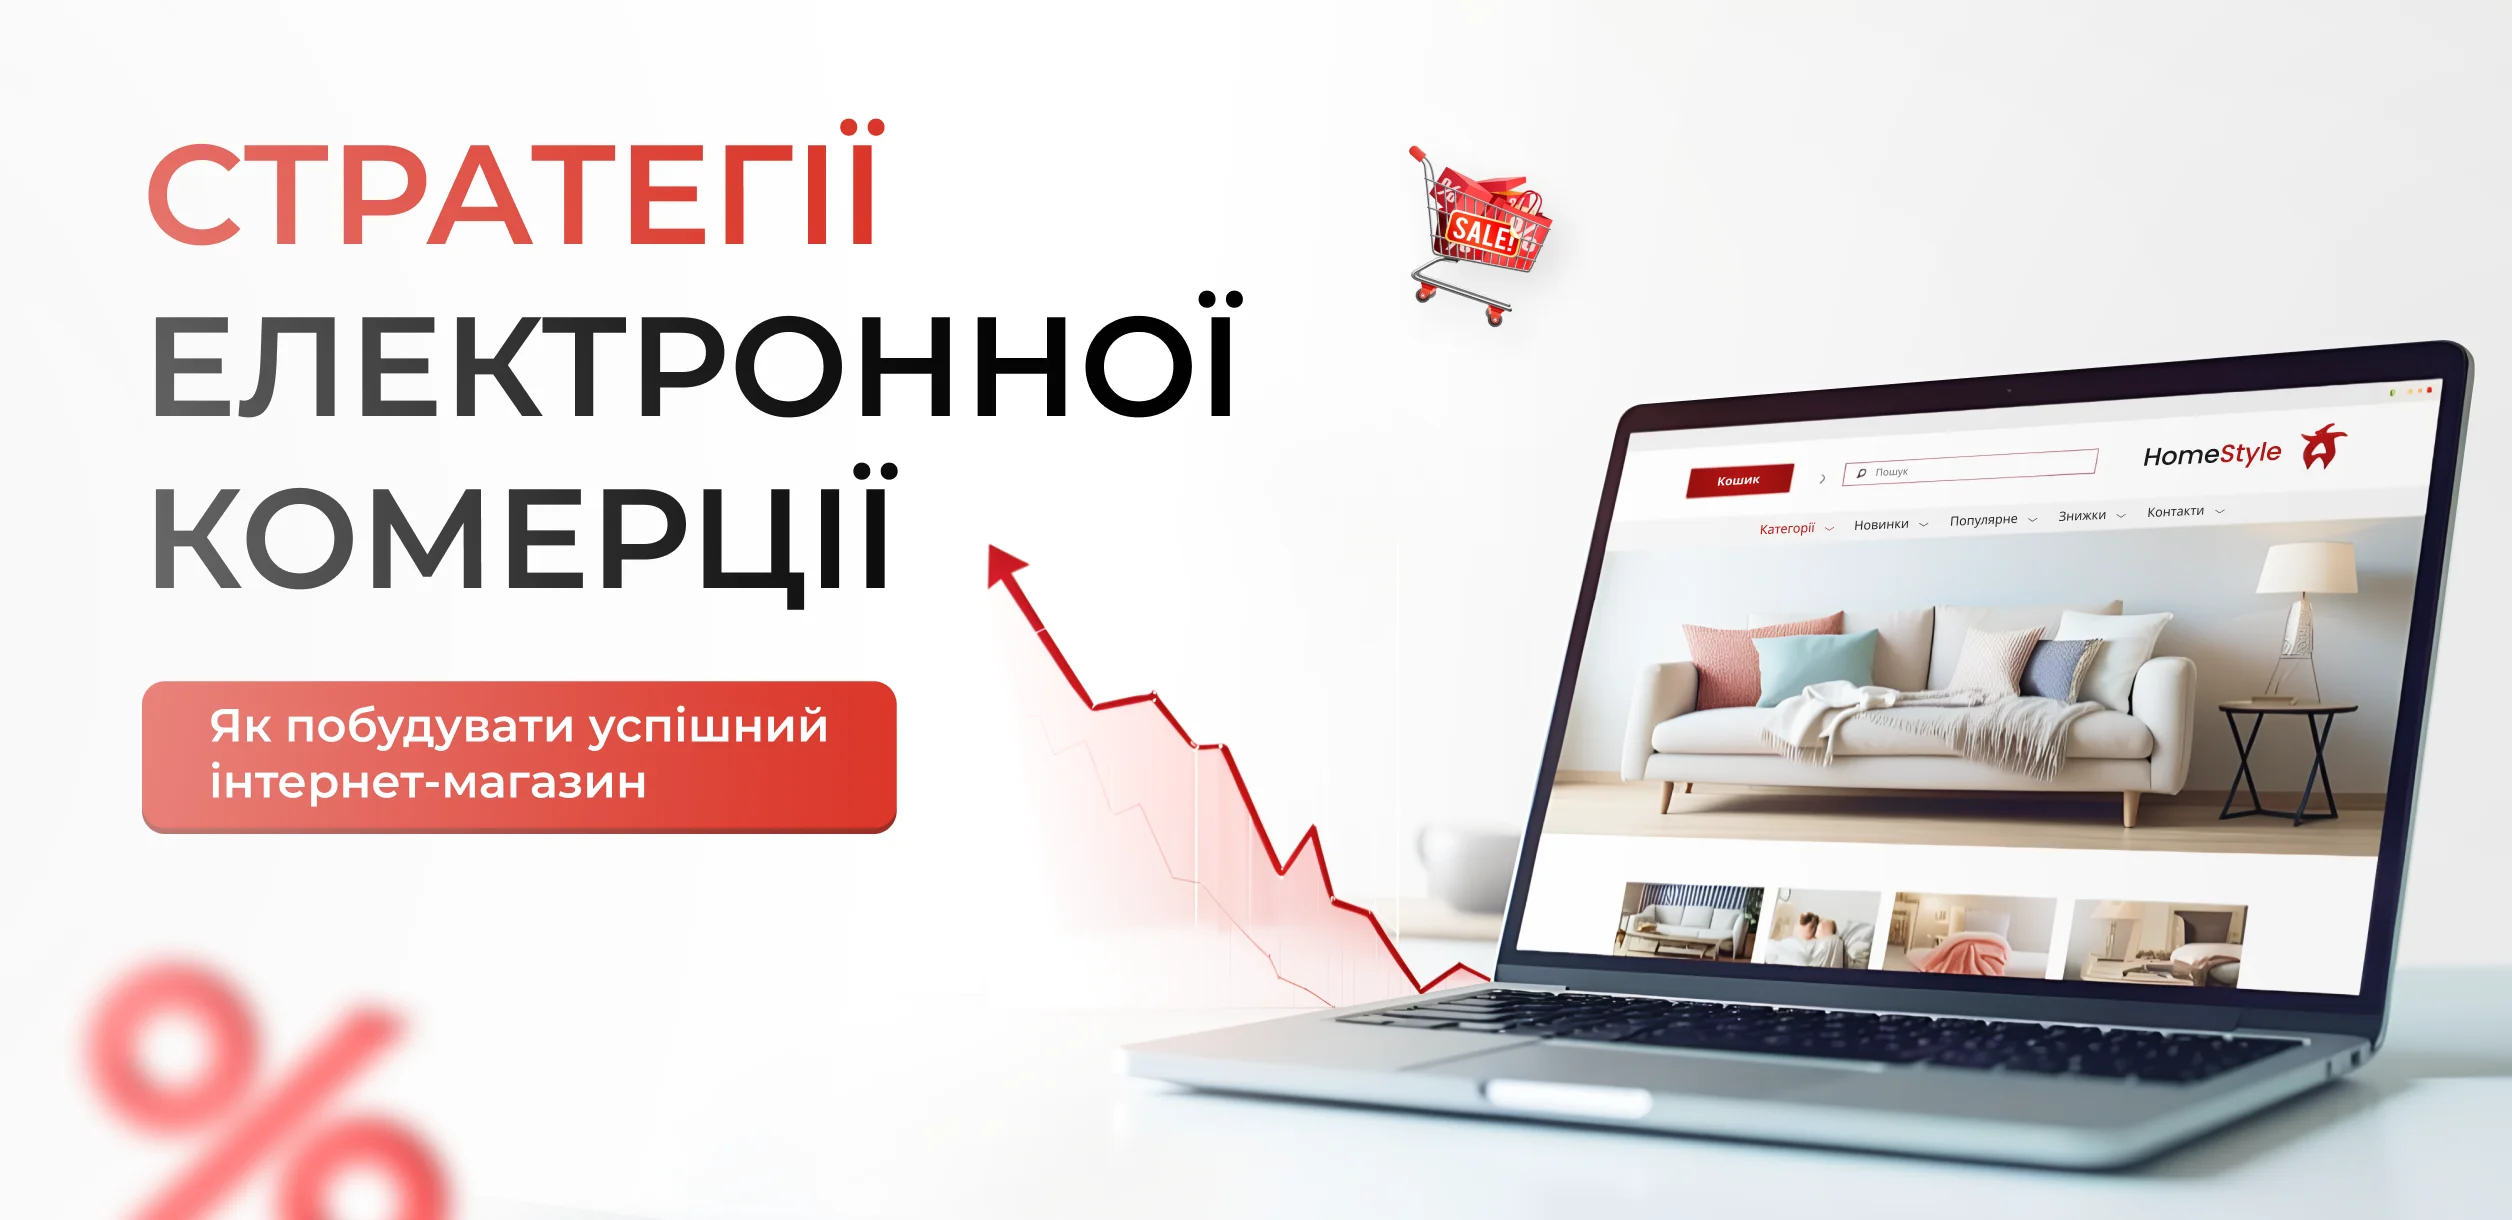 СТРАТЕГІЇ
ЕЛЕКТРОННОЇ
КОМЕРЦІЇ
Як побудувати успішний
інтернет-магазин
%
SALE!
%
Кошик
Пошук
HomeStyle
Категорії Новинки Популярне Знижки Контакти